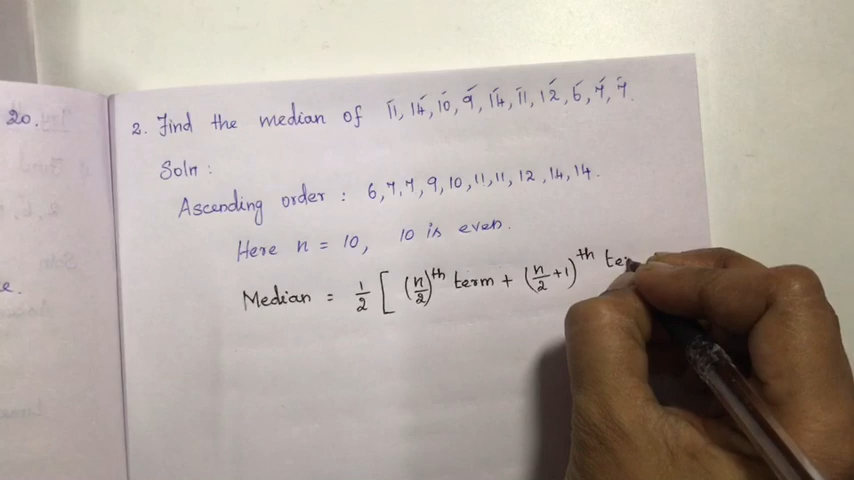 20.
2. Find the median of 11, 14, 10, 9, 14, 11, 12, 6, 7, 7.
Soln :
Ascending order : 6, 7, 7, 9, 10, 11, 11, 12, 14, 14.
Here n = 10, 10 is even.
Median = 1/2 [ (n/2)th term + (n/2 + 1)th te
e.